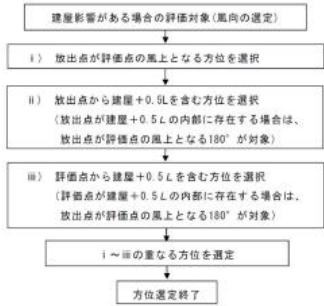 建屋影響がある場合の評価対象(風向の選定)
ⅰ) 放出点が評価点の風上となる方位を選択
ⅱ) 放出点から建屋+0.5Lを含む方位を選択
(放出点が建屋+0.5Lの内部に存在する場合は、
放出点が評価点の風上となる180°が対象)
ⅲ) 評価点から建屋+0.5Lを含む方位を選択
(評価点が建屋+0.5Lの内部に存在する場合は、
放出点が評価点の風上となる180°が対象)
ⅰ～ⅲの重なる方位を選定
方位選定終了